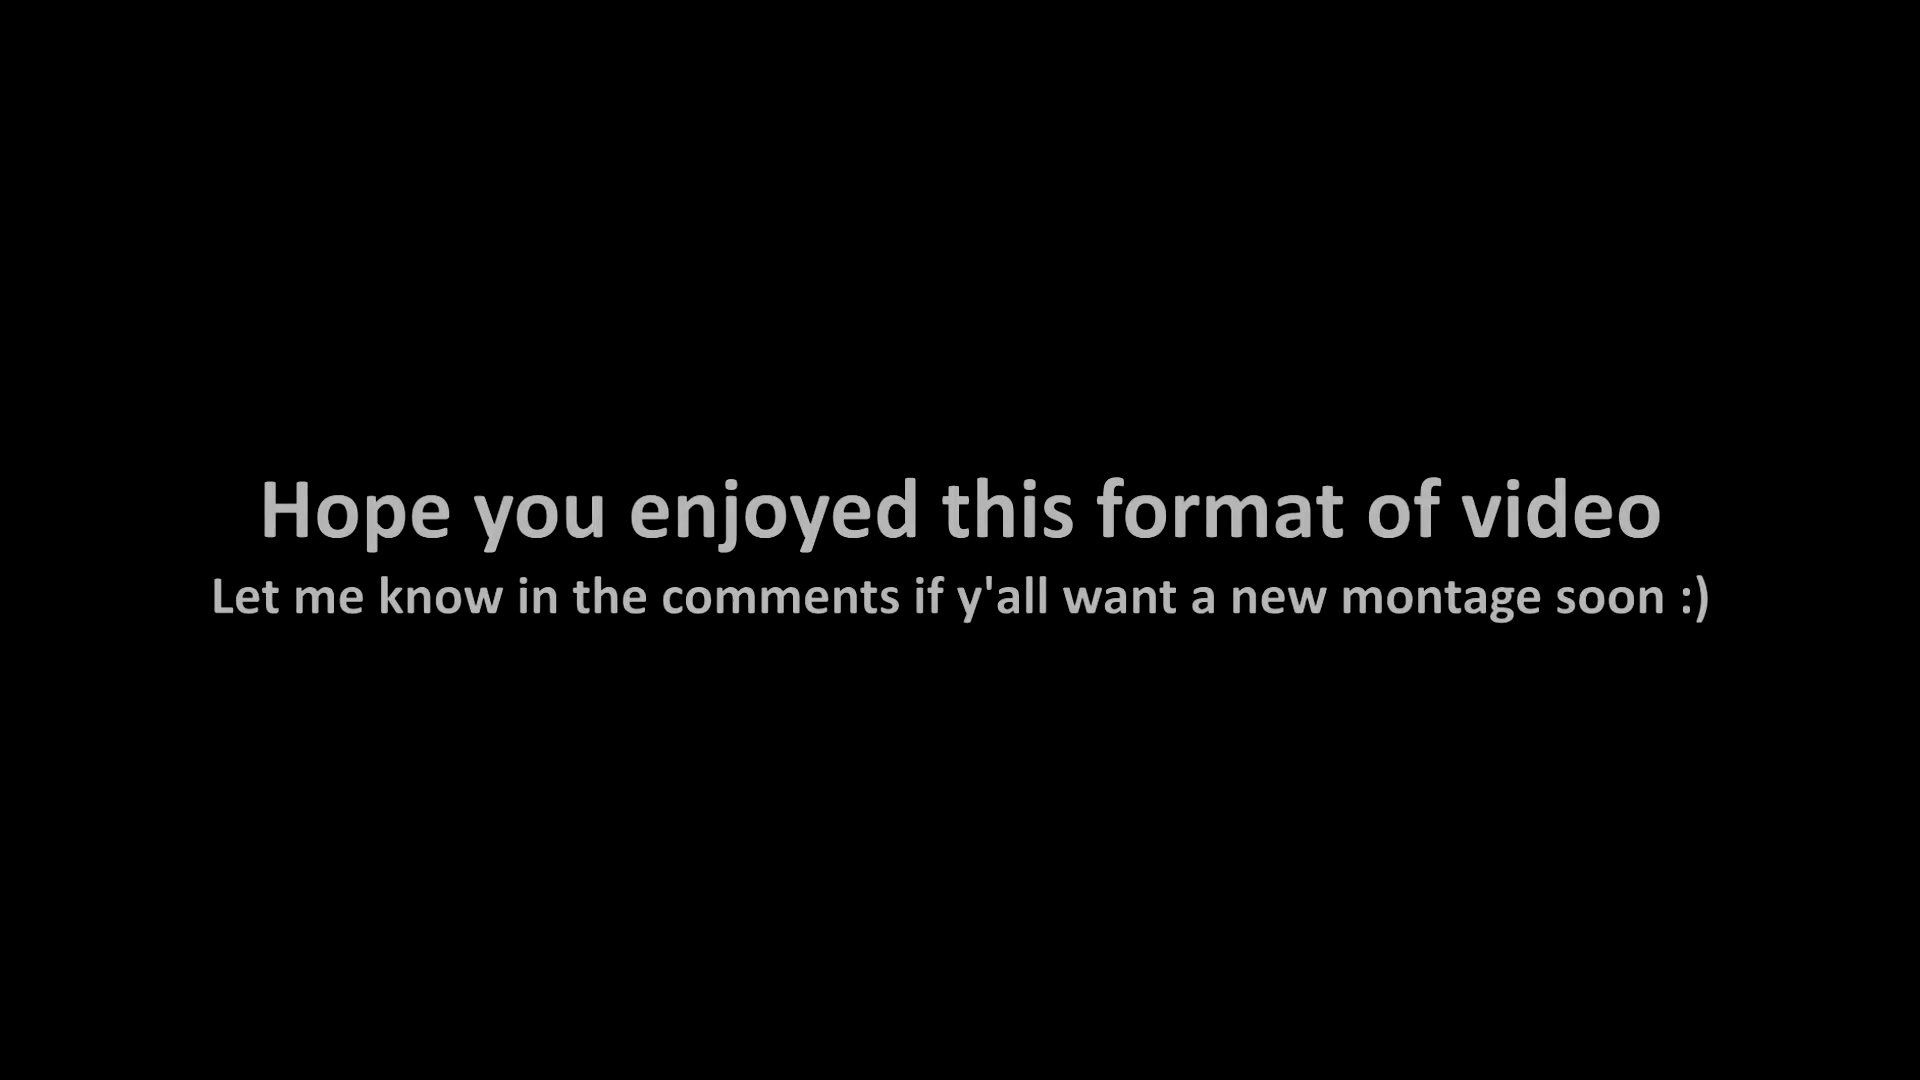 Hope you enjoyed this format of video
Let me know in the comments if y'all want a new montage soon :)